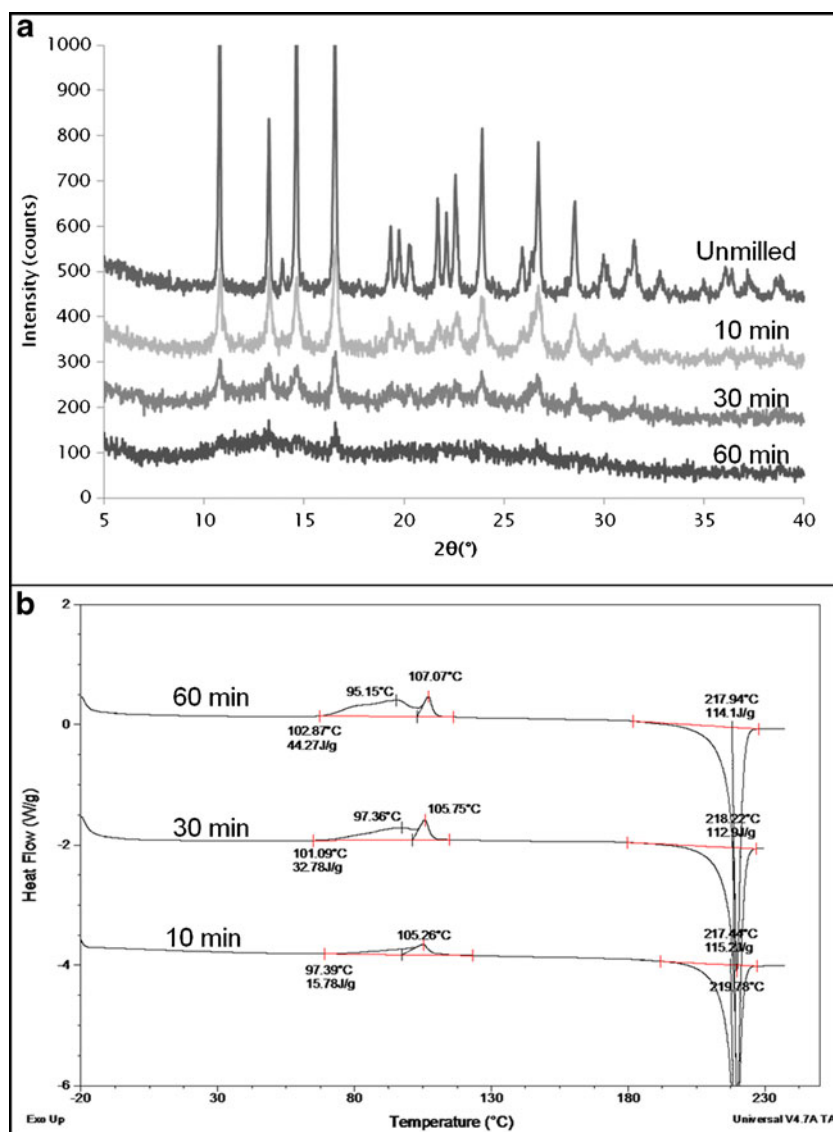 a
1000
900
800
700
600
500
400
300
200
100
0
Intensity (counts)
Unmilled
10 min
30 min
60 min
5
10
15
20
25
30
35
40
2θ(°)
b
2
0
-2
-4
-6
Heat Flow (W/g)
60 min
95.15°C
107.07°C
102.87°C
44.27J/g
217.94°C
114.1J/g
30 min
97.36°C
105.75°C
101.09°C
32.78J/g
218.22°C
112.9J/g
10 min
105.26°C
97.39°C
15.78J/g
217.44°C
115.2J/g
219.78°C
-20
30
80
130
180
230
Exo Up
Temperature (°C)
Universal V4.7A TA